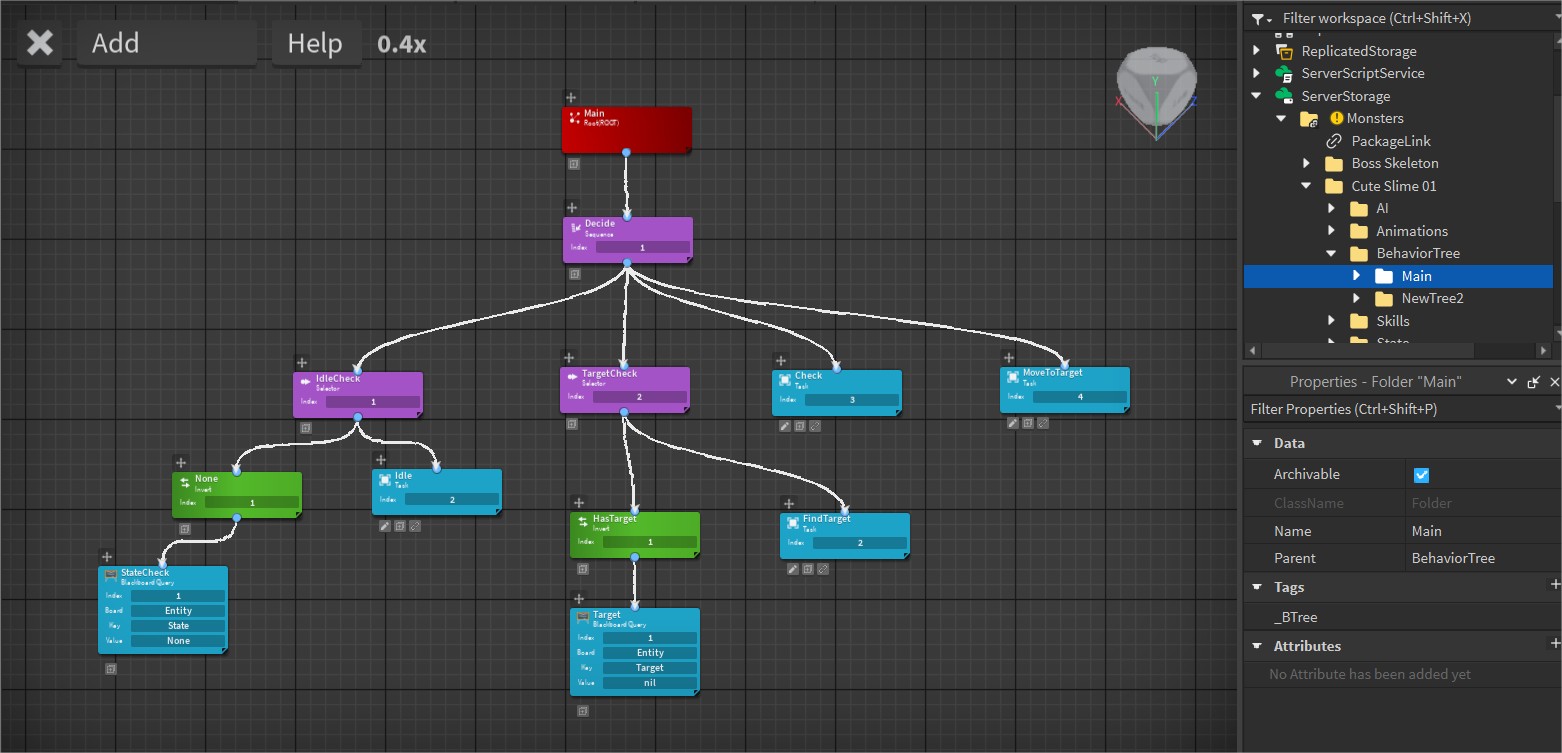 Add
Help
0.4x
Y
X
Z
Main
Root(ROOT)
Decide
Sequence
Index
1
IdleCheck
Selector
Index
1
TargetCheck
Selector
Index
2
Check
Task
Index
3
MoveToTarget
Task
Index
4
None
Invert
Index
1
Idle
Task
Index
2
HasTarget
Invert
Index
1
FindTarget
Task
Index
2
StateCheck
Blackboard Query
Index
1
Board
Entity
Key
State
Value
None
Target
Blackboard Query
Index
1
Board
Entity
Key
Target
Value
nil
Filter workspace (Ctrl+Shift+X)
ReplicatedStorage
ServerScriptService
ServerStorage
Monsters
PackageLink
Boss Skeleton
Cute Slime 01
AI
Animations
BehaviorTree
Main
NewTree2
Skills
Properties - Folder "Main"
Filter Properties (Ctrl+Shift+P)
Data
Archivable
ClassName Folder
Name Main
Parent BehaviorTree
Tags
_BTree
Attributes
No Attribute has been added yet